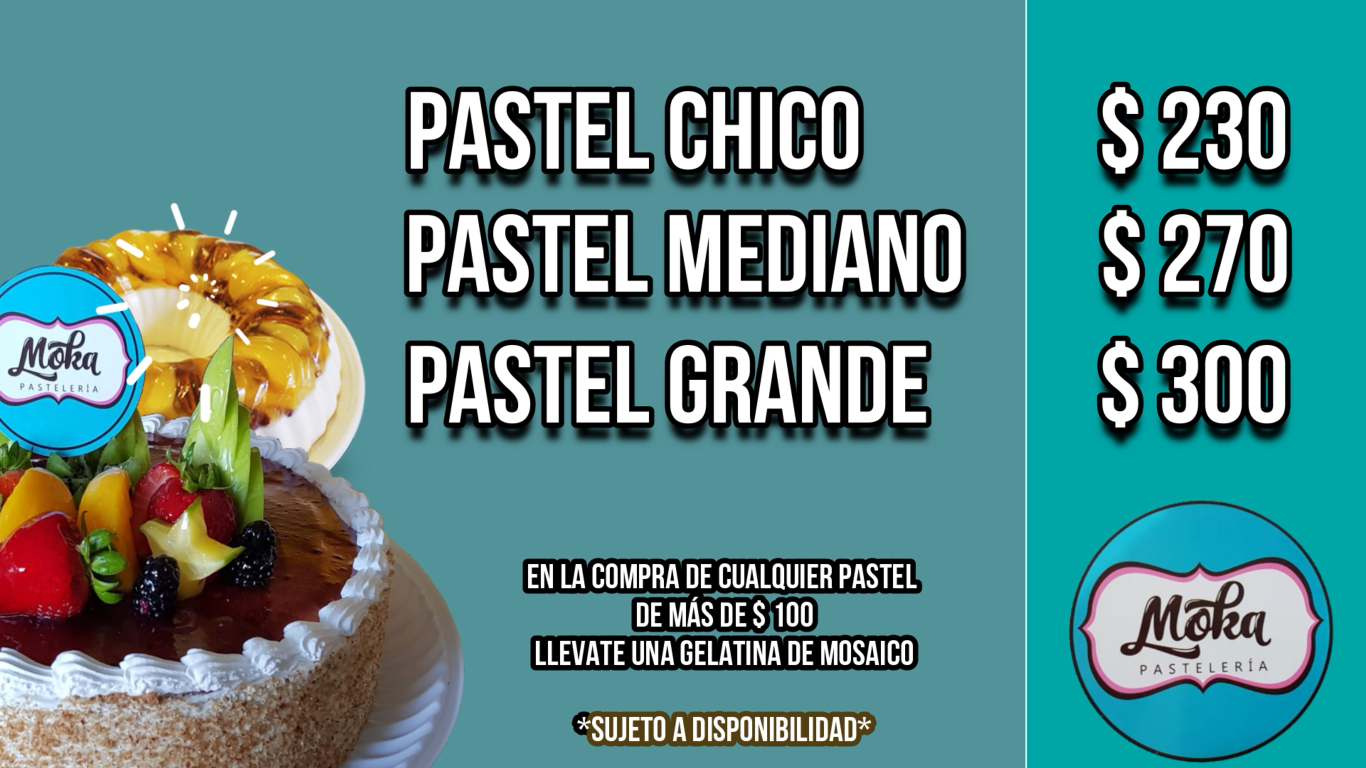 PASTEL CHICO $ 230
PASTEL MEDIANO $ 270
PASTEL GRANDE $ 300
Moka
PASTELERÍA
EN LA COMPRA DE CUALQUIER PASTEL
DE MÁS DE $ 100
LLEVATE UNA GELATINA DE MOSAICO
*SUJETO A DISPONIBILIDAD*
Moka
PASTELERÍA